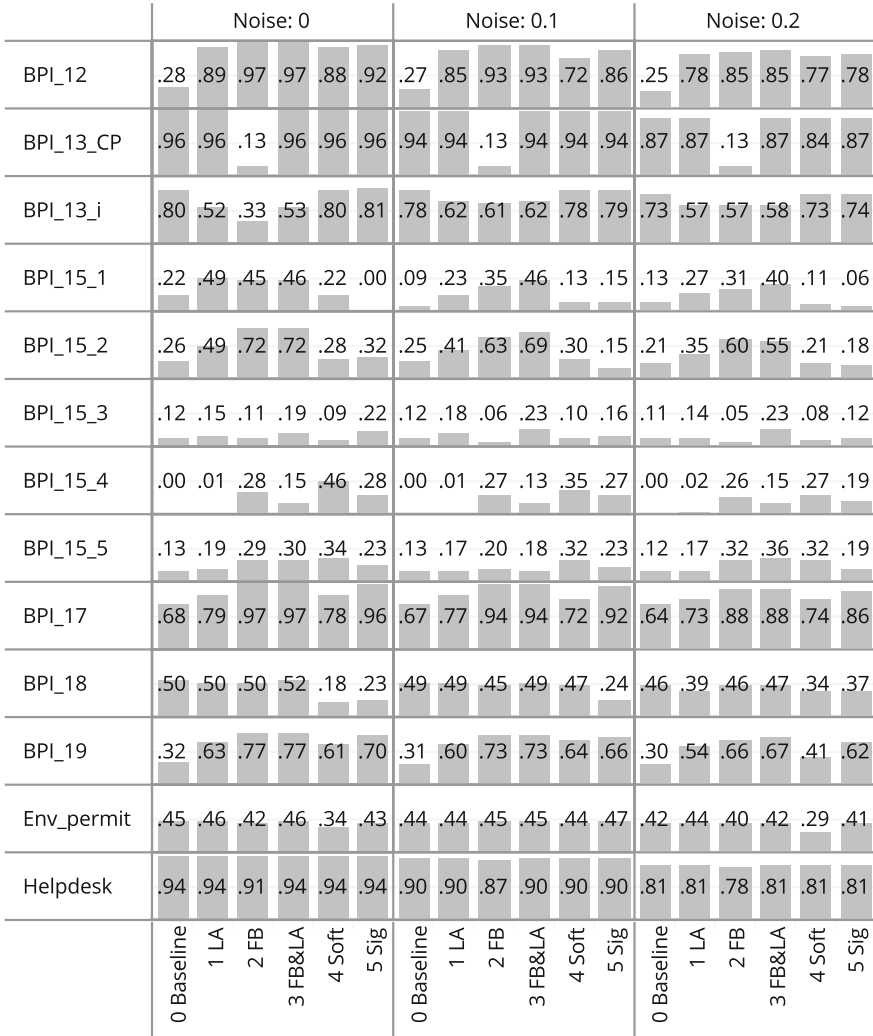 Noise: 0 Noise: 0.1 Noise: 0.2
BPI_12 .28 .89 .97 .97 .88 .92 .27 .85 .93 .93 .72 .86 .25 .78 .85 .85 .77 .78
BPI_13_CP .96 .96 .13 .96 .96 .96 .94 .94 .13 .94 .94 .94 .87 .87 .13 .87 .84 .87
BPI_13_i .80 .52 .33 .53 .80 .81 .78 .62 .61 .62 .78 .79 .73 .57 .57 .58 .73 .74
BPI_15_1 .22 .49 .45 .46 .22 .00 .09 .23 .35 .46 .13 .15 .13 .27 .31 .40 .11 .06
BPI_15_2 .26 .49 .72 .72 .28 .32 .25 .41 .63 .69 .30 .15 .21 .35 .60 .55 .21 .18
BPI_15_3 .12 .15 .11 .19 .09 .22 .12 .18 .06 .23 .10 .16 .11 .14 .05 .23 .08 .12
BPI_15_4 .00 .01 .28 .15 .46 .28 .00 .01 .27 .13 .35 .27 .00 .02 .26 .15 .27 .19
BPI_15_5 .13 .19 .29 .30 .34 .23 .13 .17 .20 .18 .32 .23 .12 .17 .32 .36 .32 .19
BPI_17 .68 .79 .97 .97 .78 .96 .67 .77 .94 .94 .72 .92 .64 .73 .88 .88 .74 .86
BPI_18 .50 .50 .50 .52 .18 .23 .49 .49 .45 .49 .47 .24 .46 .39 .46 .47 .34 .37
BPI_19 .32 .63 .77 .77 .61 .70 .31 .60 .73 .73 .64 .66 .30 .54 .66 .67 .41 .62
Env_permit .45 .46 .42 .46 .34 .43 .44 .44 .45 .45 .44 .47 .42 .44 .40 .42 .29 .41
Helpdesk .94 .94 .91 .94 .94 .94 .90 .90 .87 .90 .90 .90 .81 .81 .78 .81 .81 .81
0 Baseline
1 LA
2 FB
3 FB&LA
4 Soft
5 Sig
0 Baseline
1 LA
2 FB
3 FB&LA
4 Soft
5 Sig
0 Baseline
1 LA
2 FB
3 FB&LA
4 Soft
5 Sig